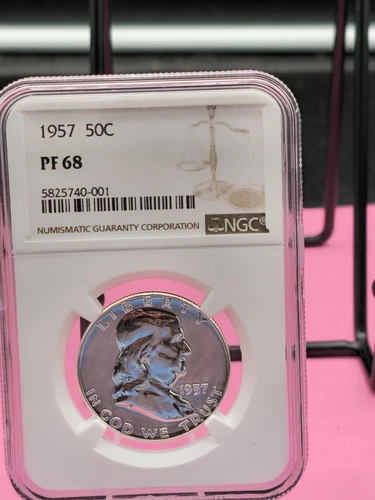 1957 50C
PF 68
5825740-001
NUMISMATIC GUARANTY CORPORATION
NGC®
LIBERTY
1957
IN GOD WE TRUST